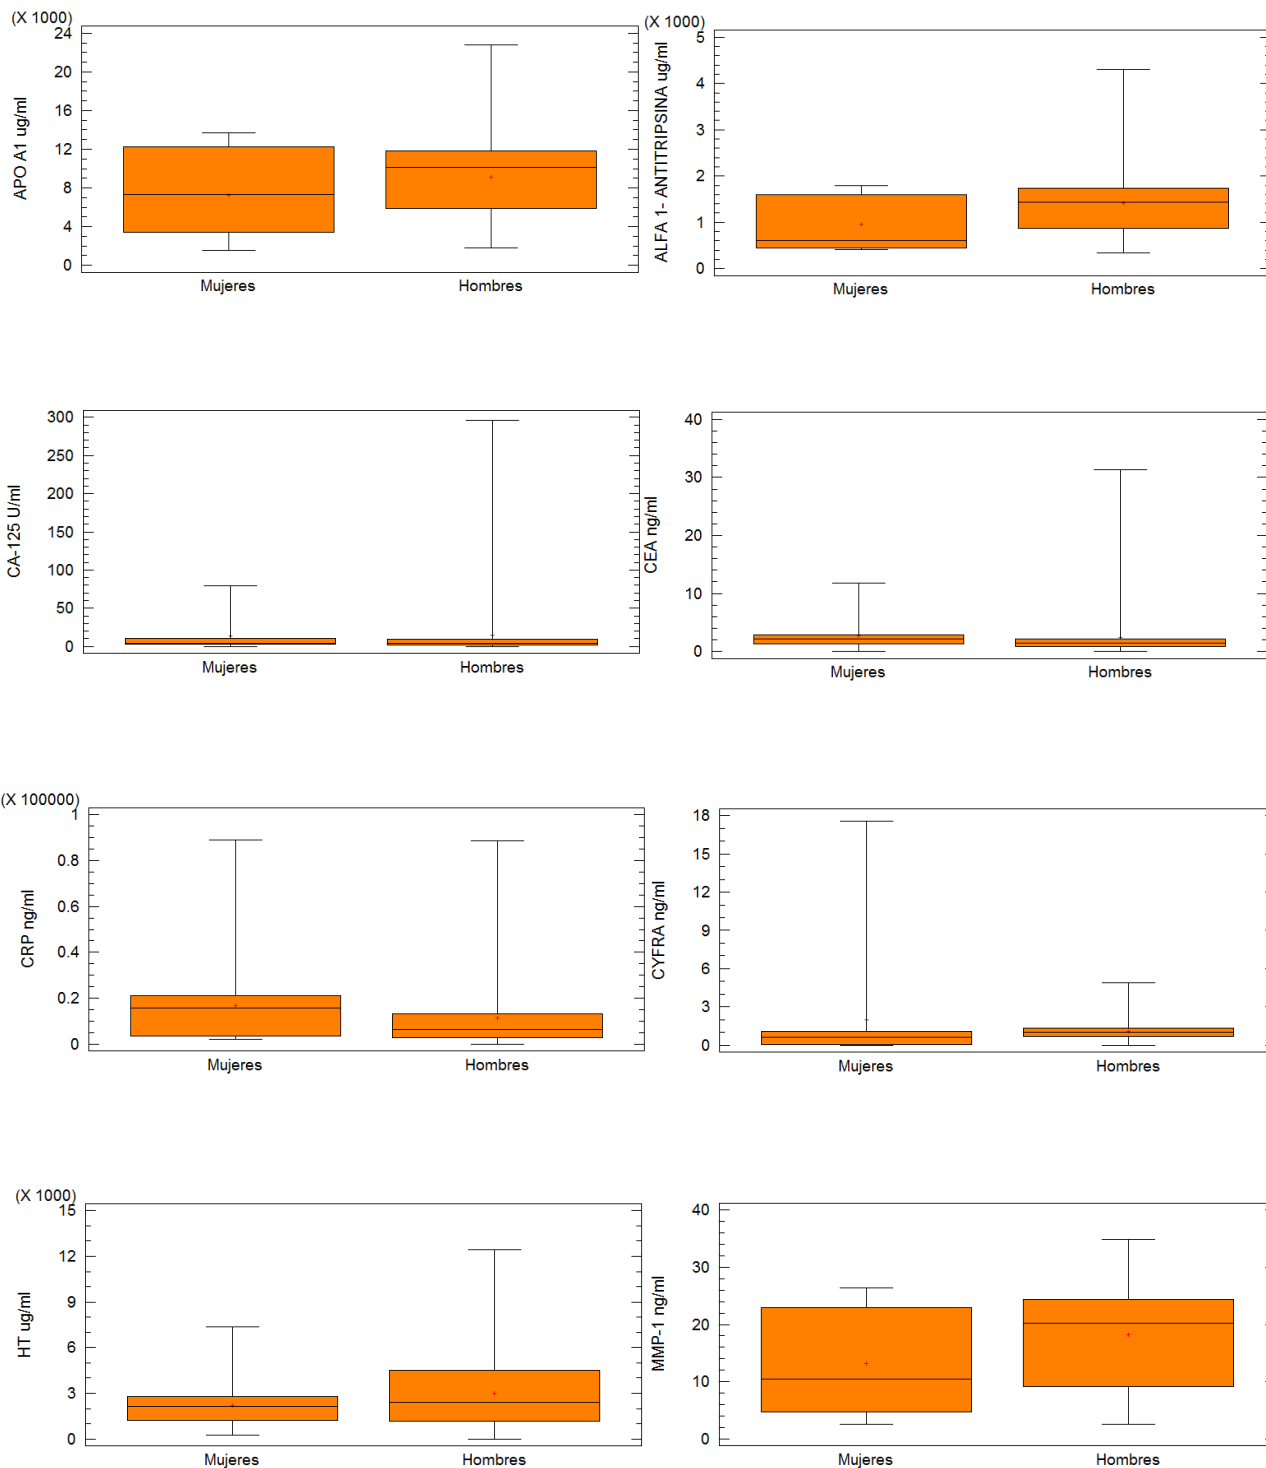 (X 1000)
APO A1 ug/ml
24
20
16
12
8
4
0
Mujeres Hombres
(X 1000)
ALFA 1- ANTITRIPSINA ug/ml
5
4
3
2
1
0
Mujeres Hombres
CA-125 U/ml
300
250
200
150
100
50
0
Mujeres Hombres
CEA ng/ml
40
30
20
10
0
Mujeres Hombres
(X 100000)
CRP ng/ml
1
0.8
0.6
0.4
0.2
0
Mujeres Hombres
CYFRA ng/ml
18
15
12
9
6
3
0
Mujeres Hombres
(X 1000)
HT ug/ml
15
12
9
6
3
0
Mujeres Hombres
MMP-1 ng/ml
40
30
20
10
0
Mujeres Hombres